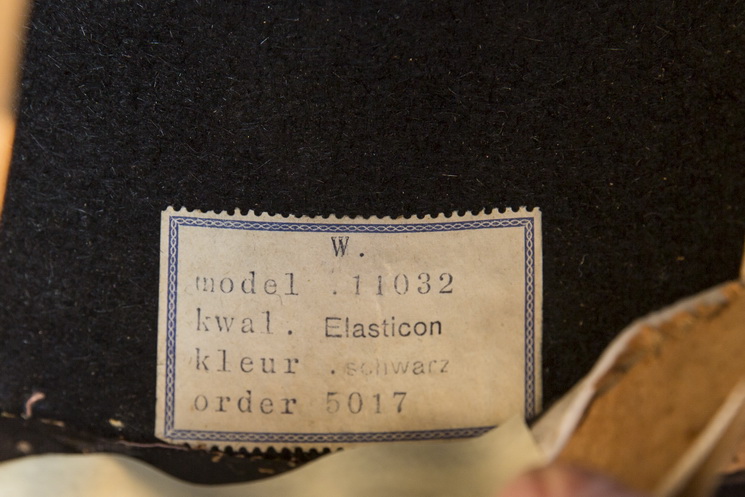 W.
model .11032
kwal. Elasticon
kleur .schwarz
order 5017